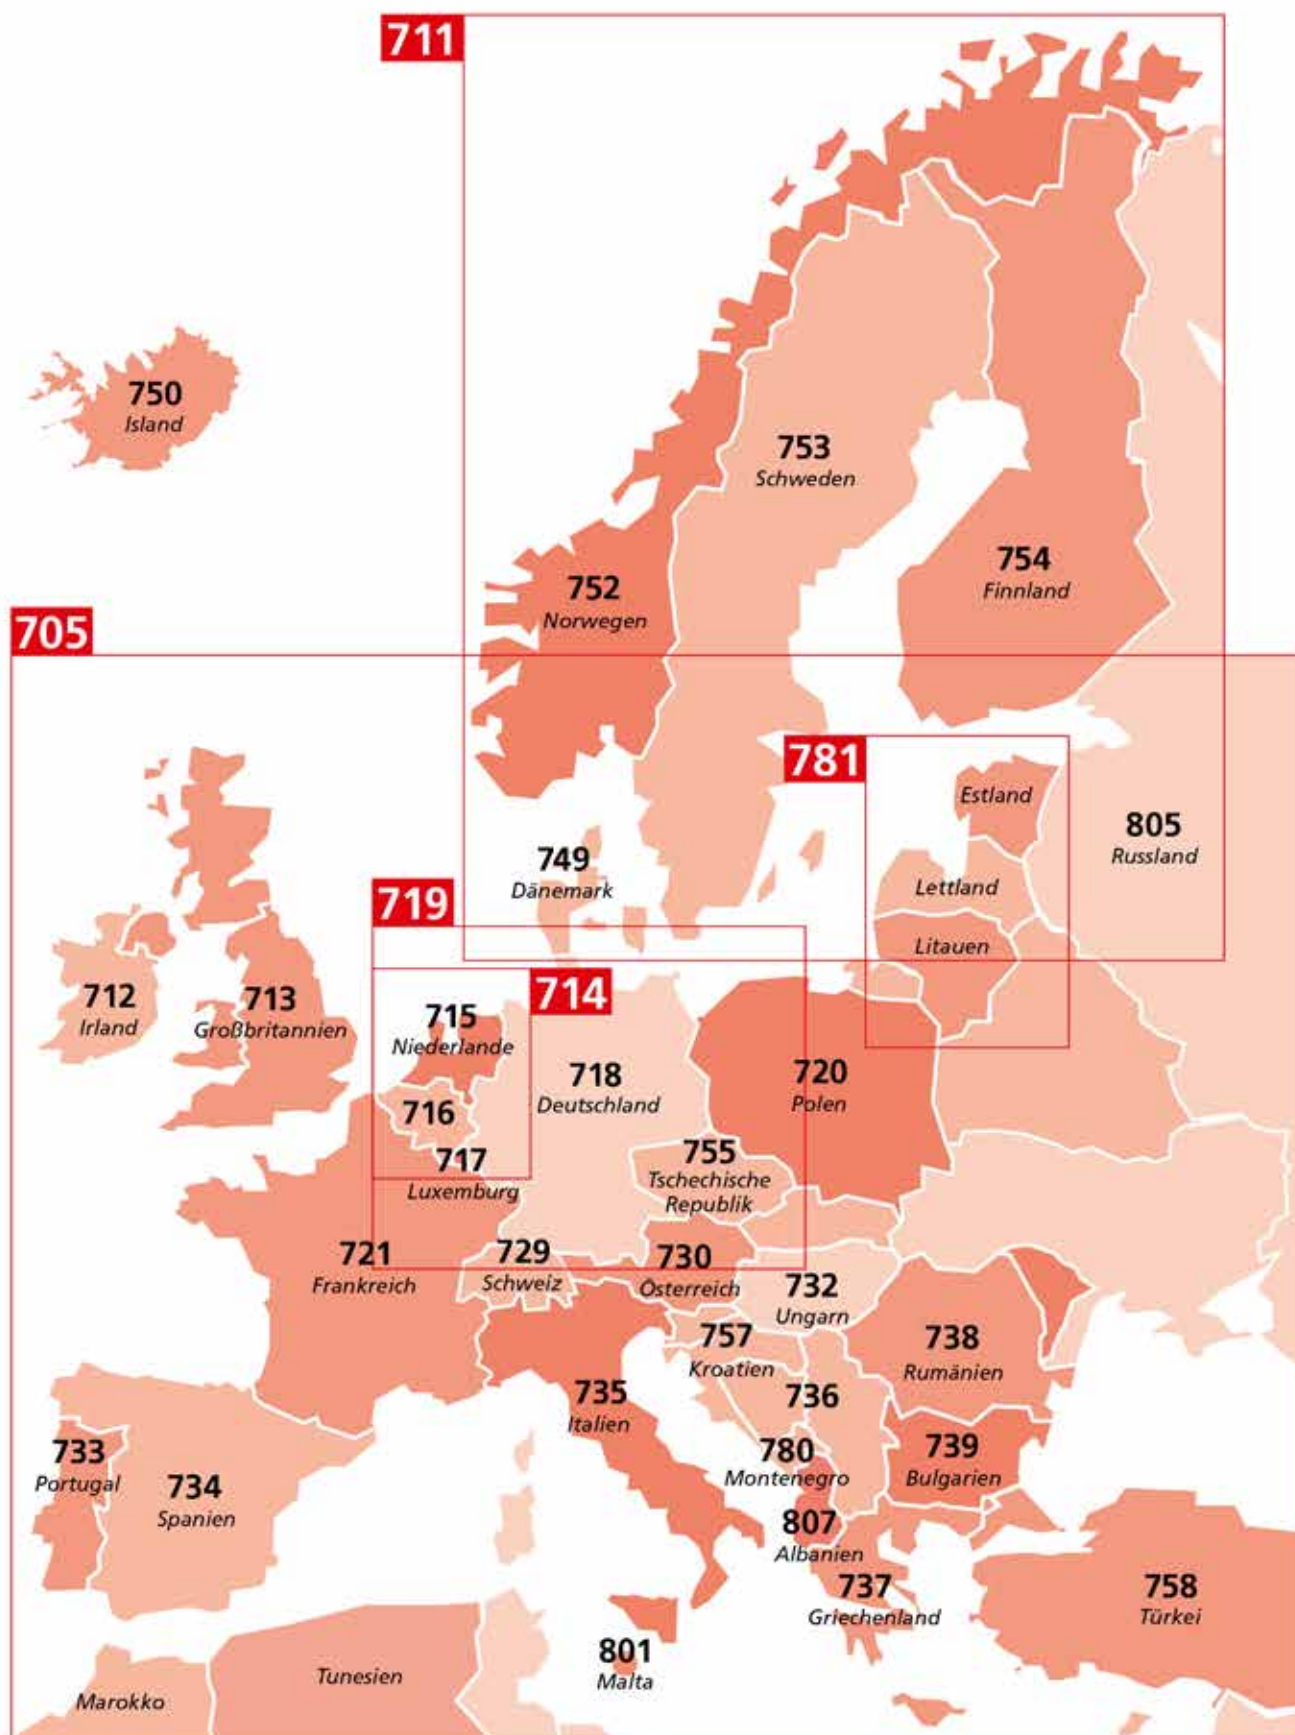 711
750
Island
753
Schweden
754
Finnland
752
Norwegen
705
781
Estland
805
Russland
749
Dänemark
Lettland
719
Litauen
714
712
Irland
713
Großbritannien
715
Niederlande
718
Deutschland
720
Polen
716
717
Luxemburg
755
Tschechische
Republik
721
Frankreich
729
Schweiz
730
Österreich
732
Ungarn
757
Kroatien
738
Rumänien
735
Italien
736
733
Portugal
734
Spanien
780
Montenegro
739
Bulgarien
807
Albanien
737
Griechenland
758
Türkei
801
Malta
Tunesien
Marokko